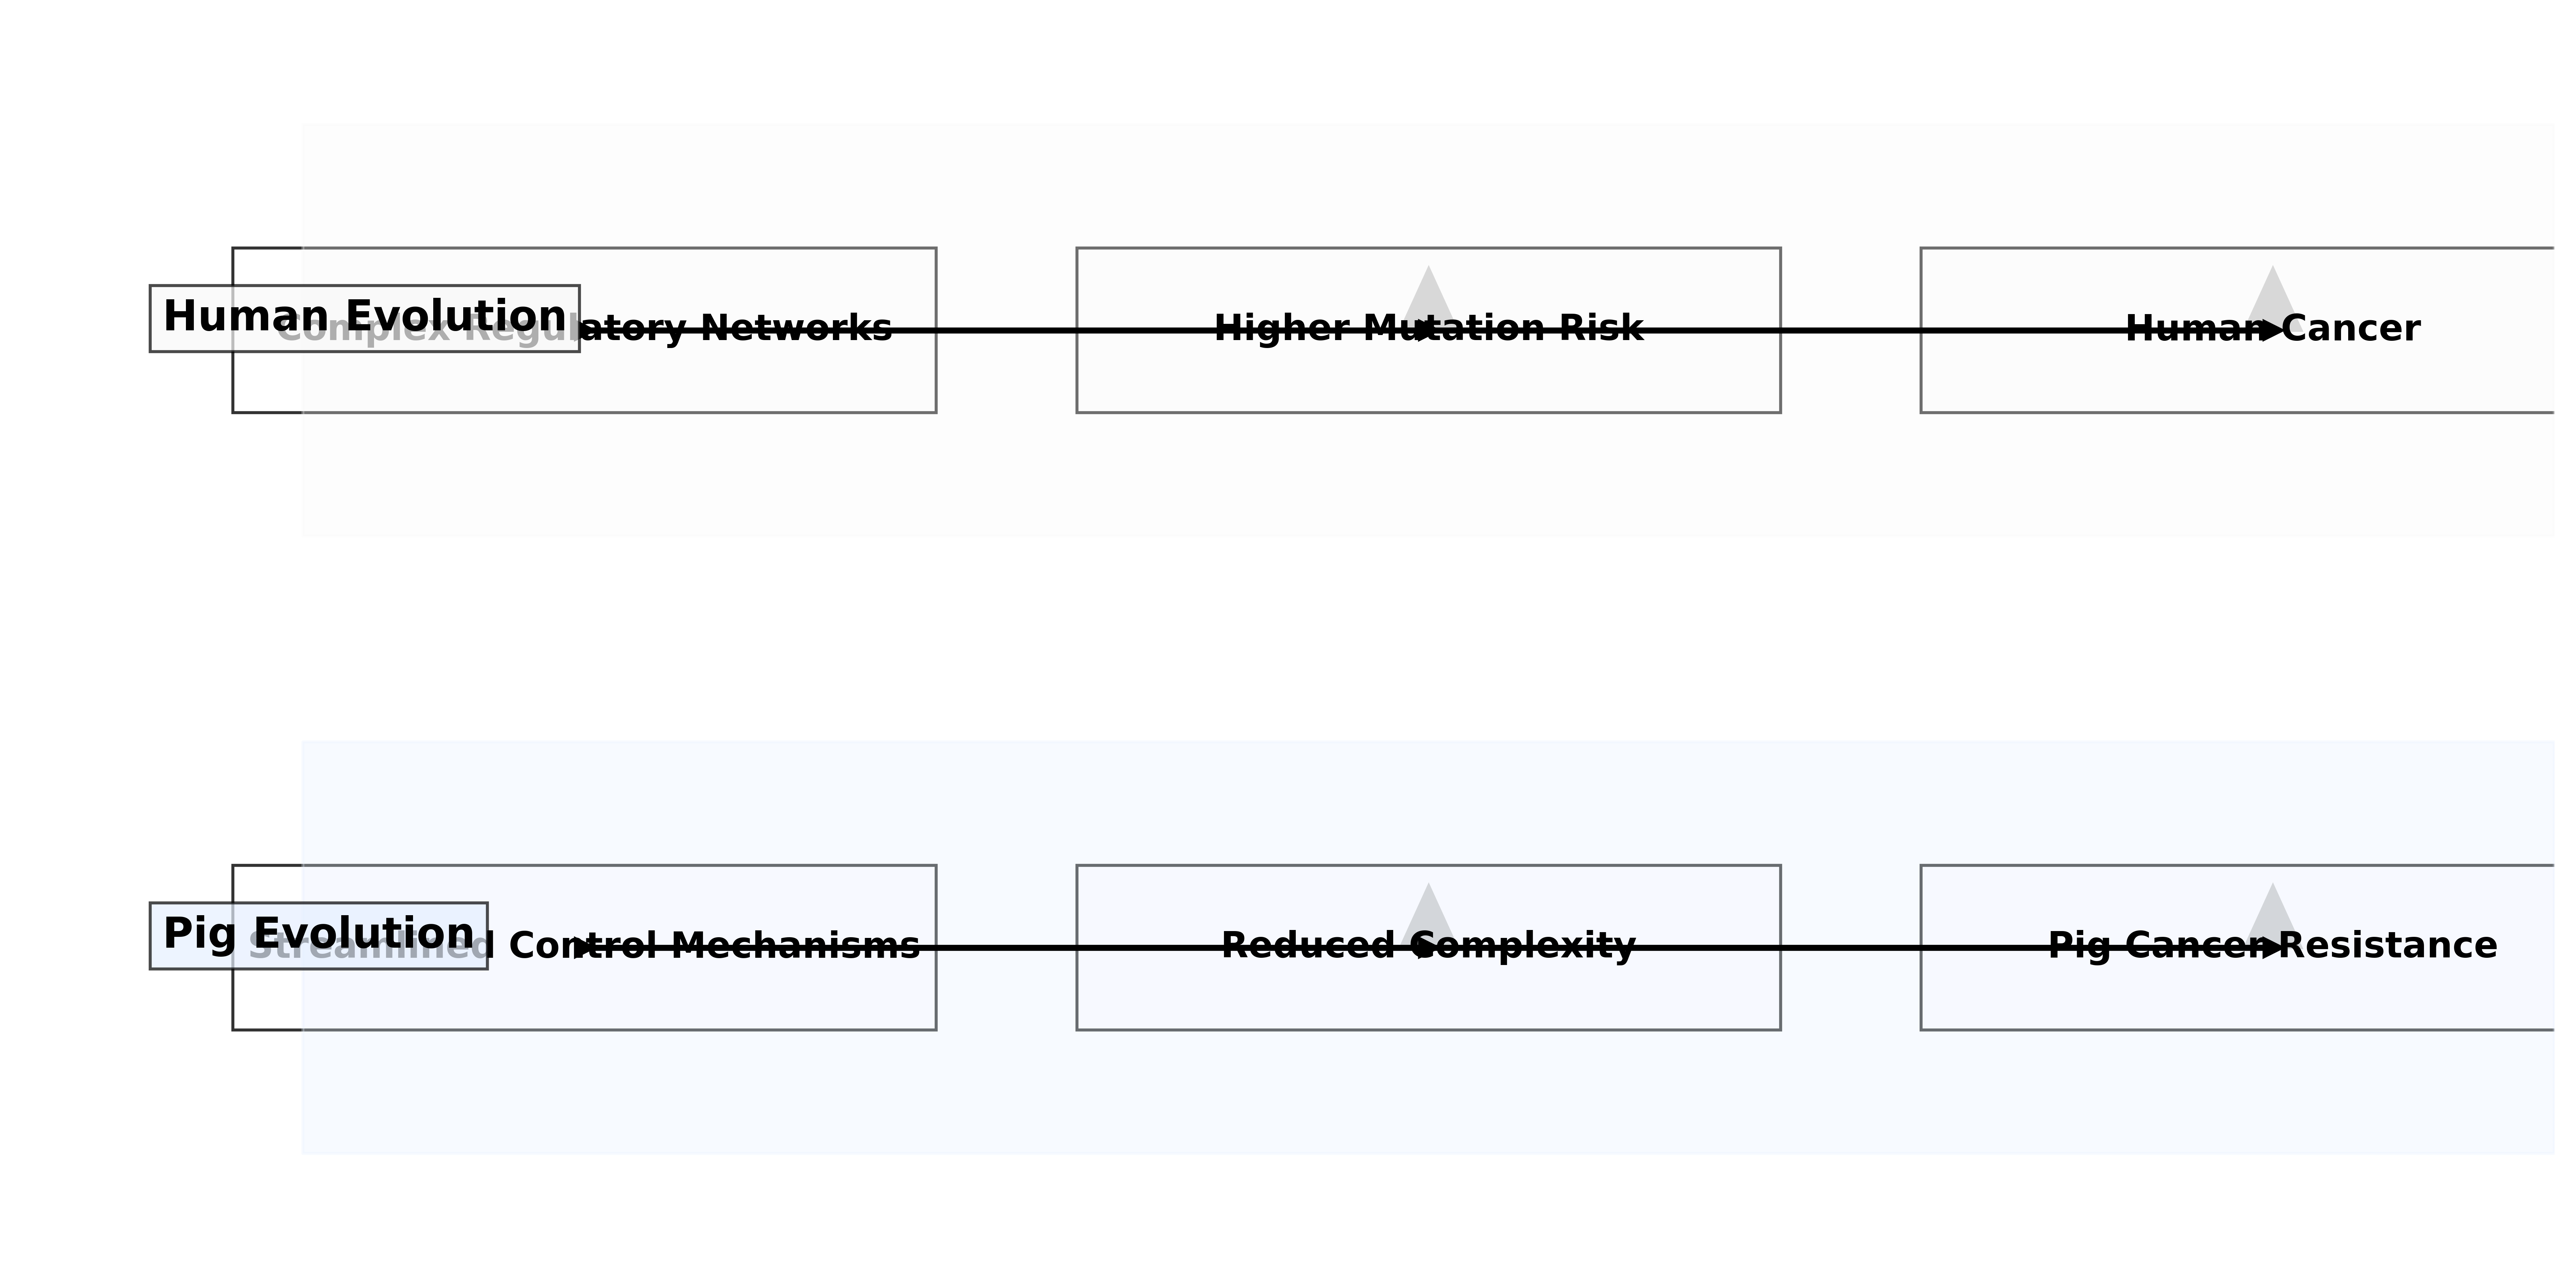 Human Evolution
Complex Regulatory Networks
Higher Mutation Risk
Human Cancer
Pig Evolution
Streamlined Control Mechanisms
Reduced Complexity
Pig Cancer Resistance